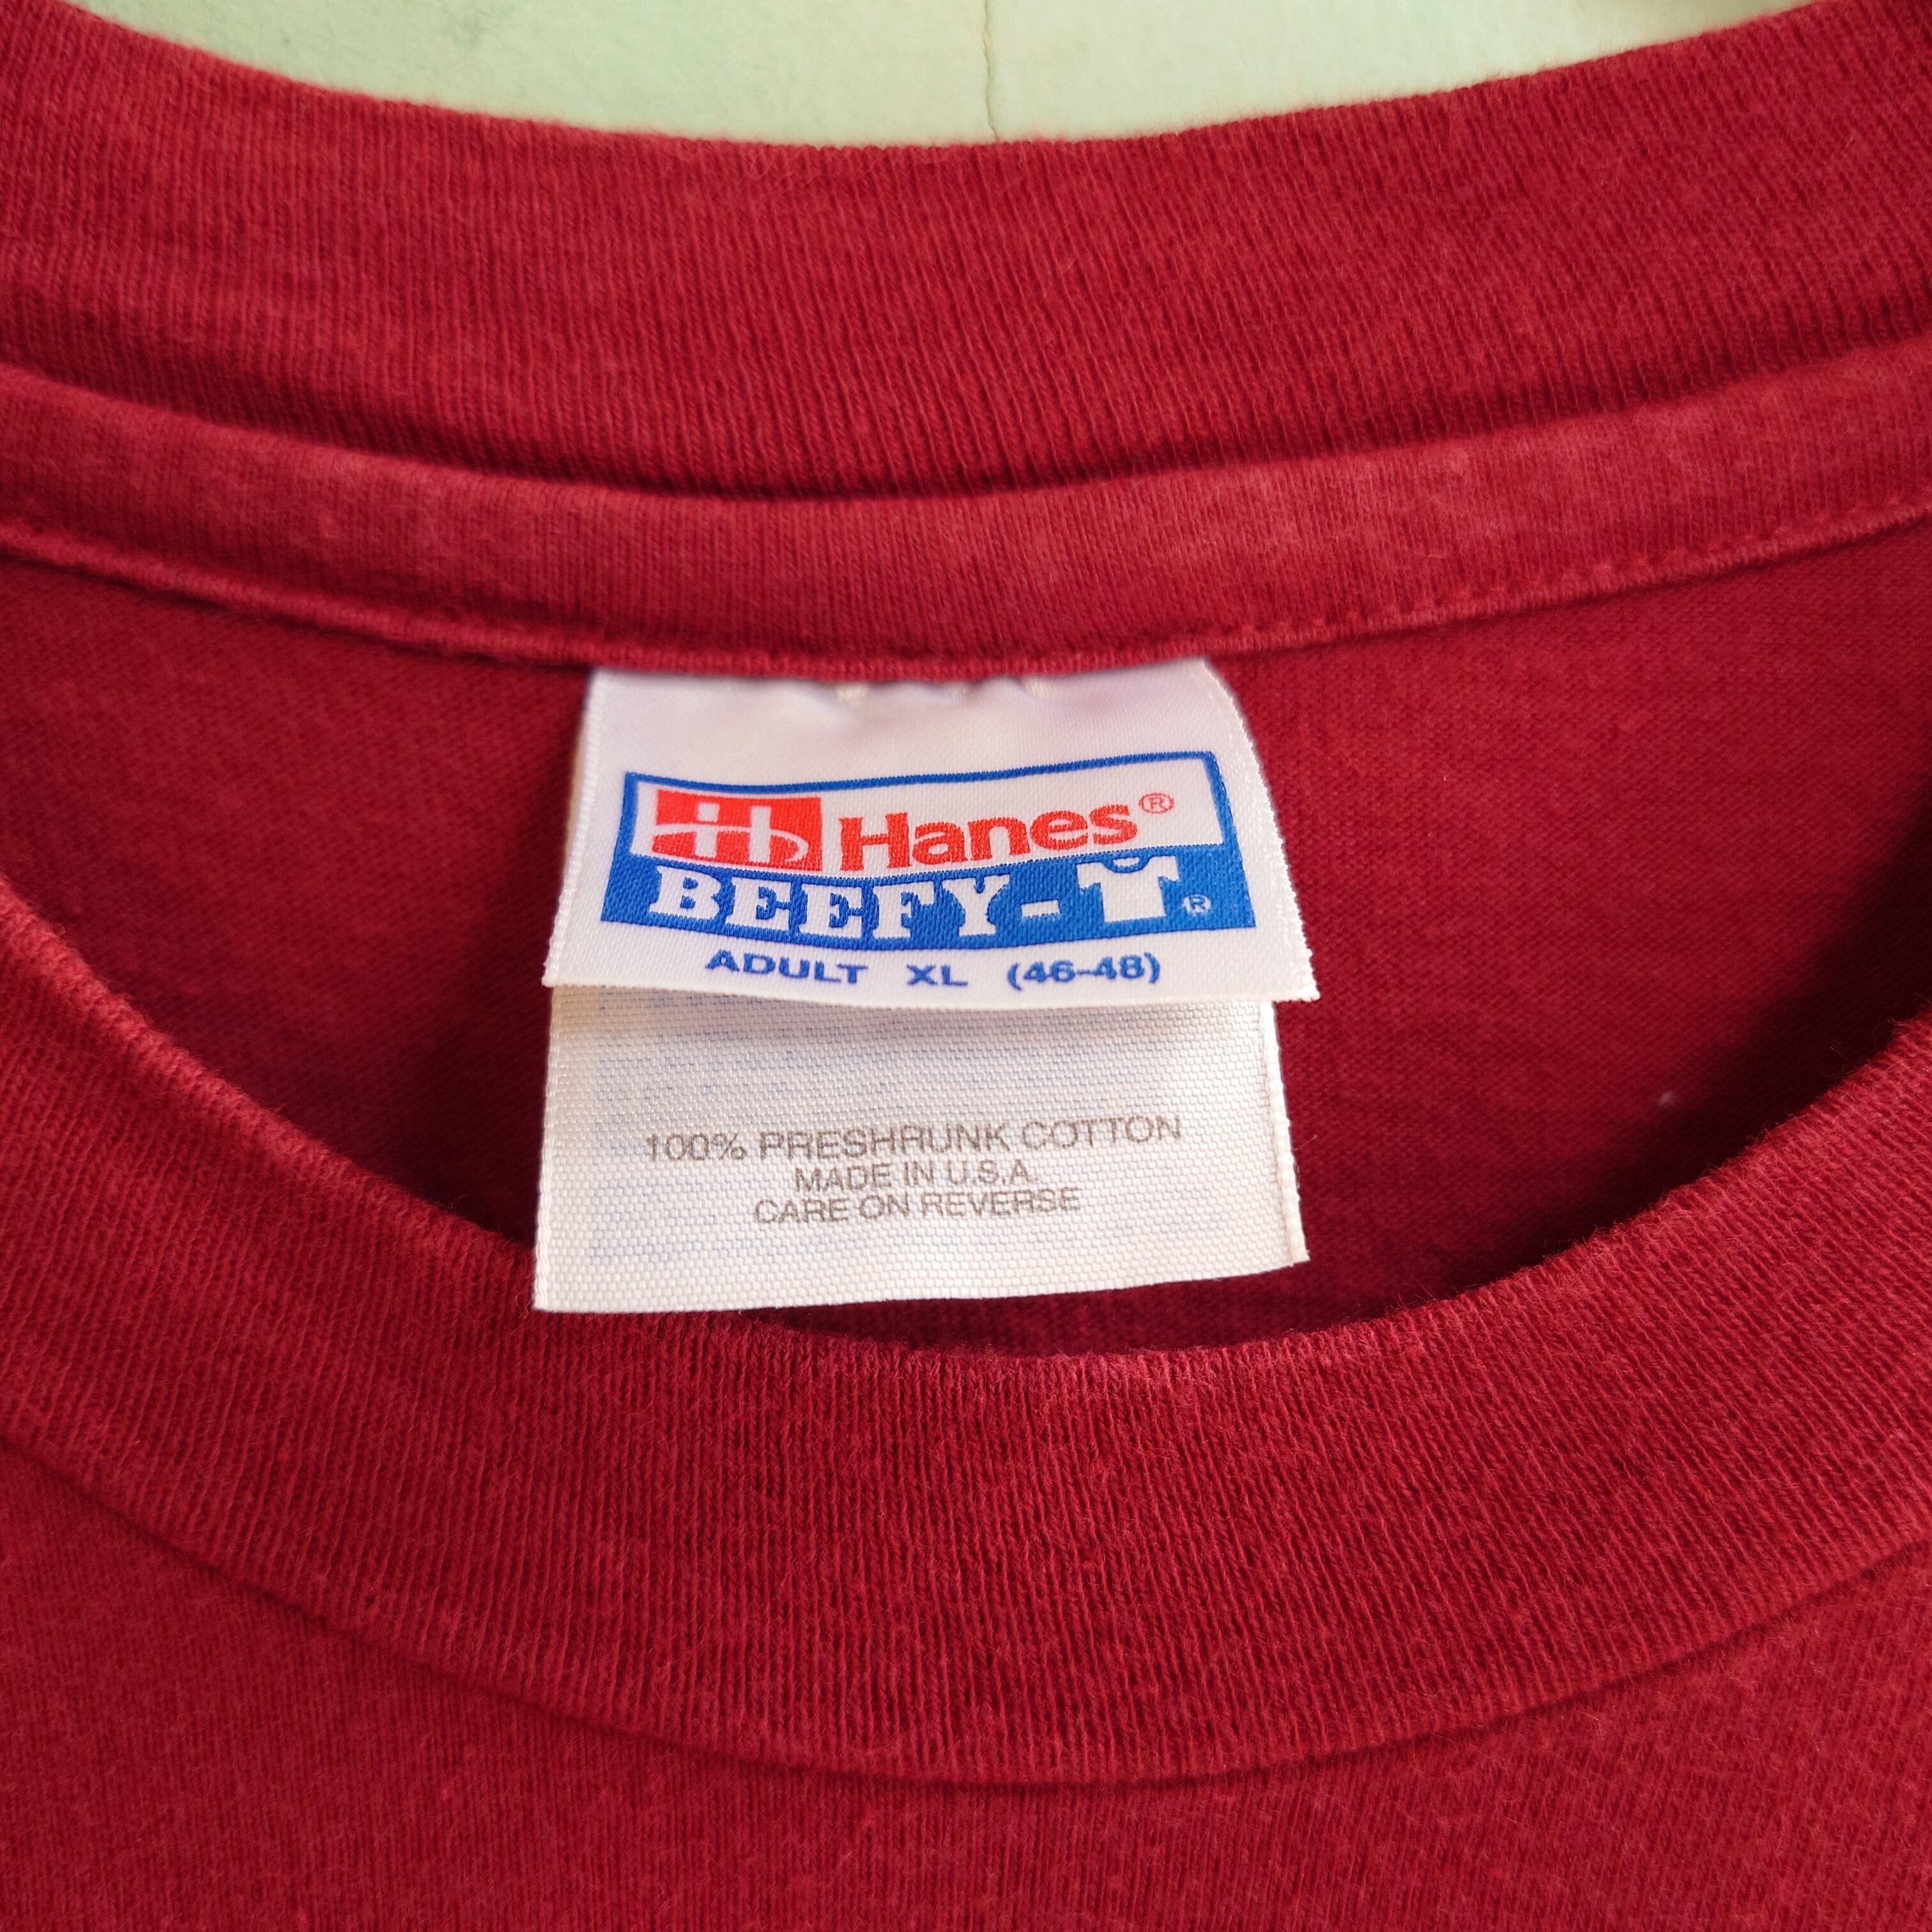 Hanes®
BEEFY-T®
ADULT XL (46-48)
100% PRESHRUNK COTTON
MADE IN U.S.A.
CARE ON REVERSE